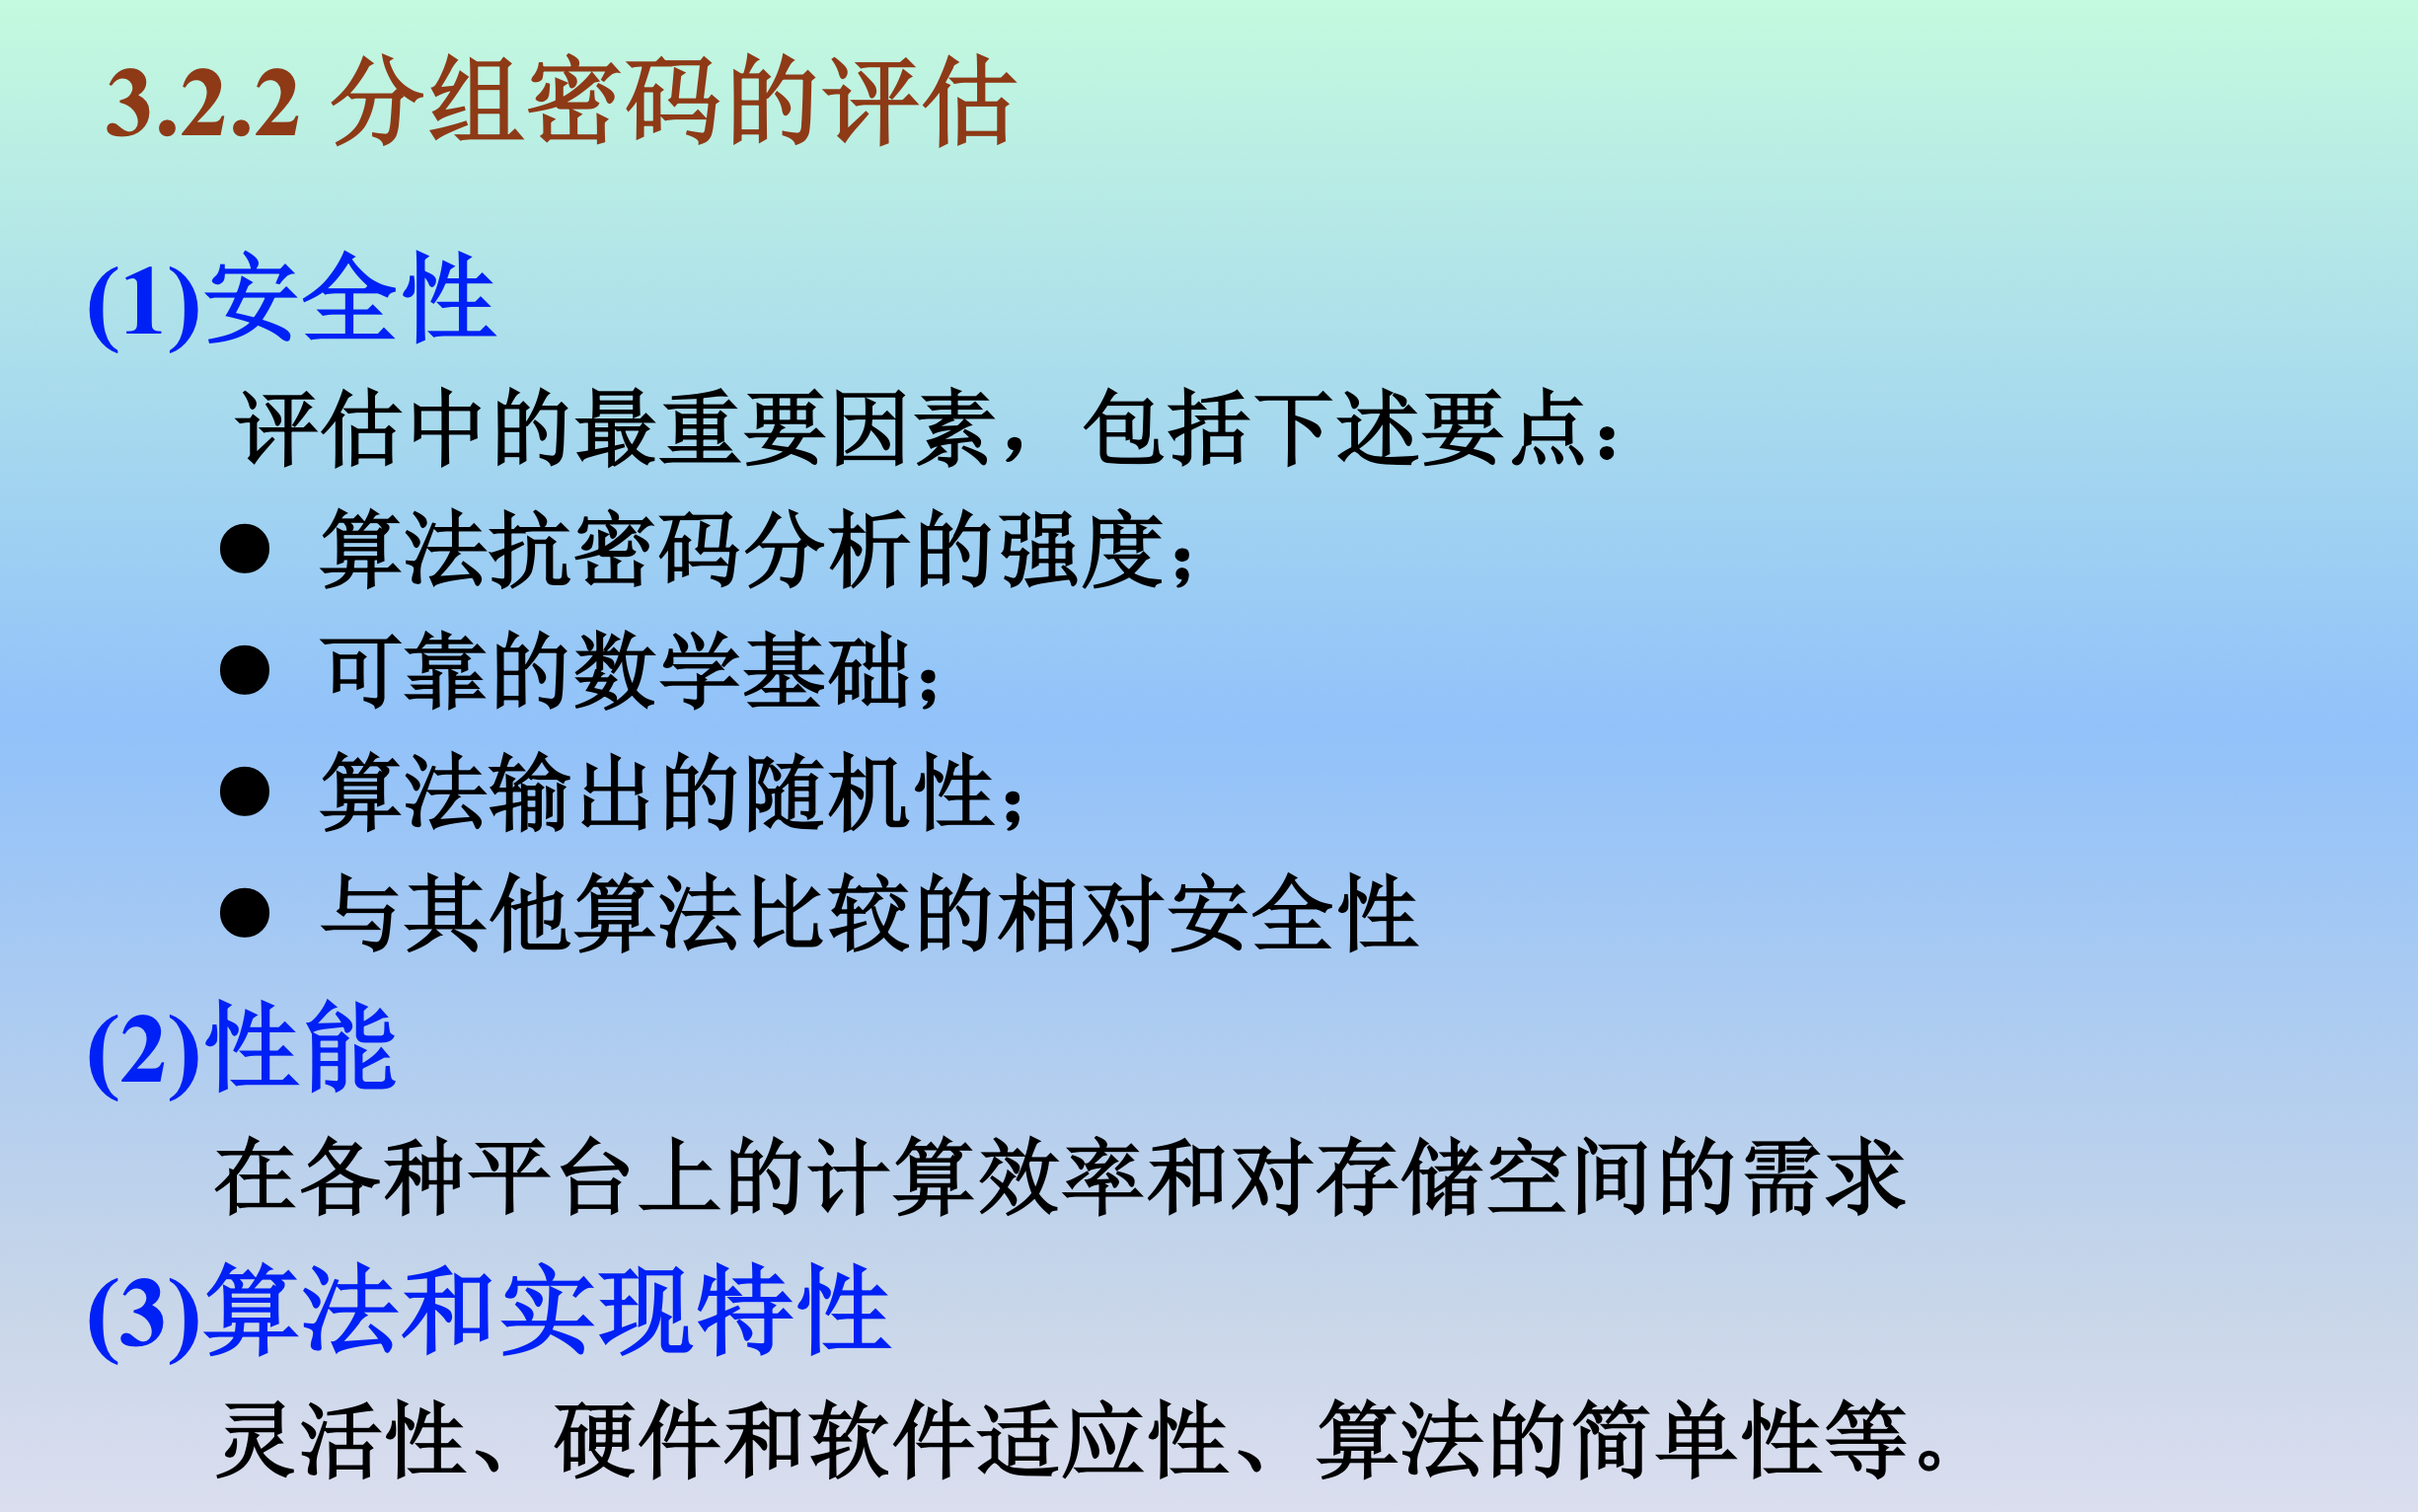 3.2.2 分组密码的评估
(1)安全性
评估中的最重要因素，包括下述要点:
● 算法抗密码分析的强度;
● 可靠的数学基础;
● 算法输出的随机性;
● 与其他算法比较的相对安全性
(2)性能
在各种平台上的计算效率和对存储空间的需求
(3)算法和实现特性
灵活性、硬件和软件适应性、算法的简单性等。